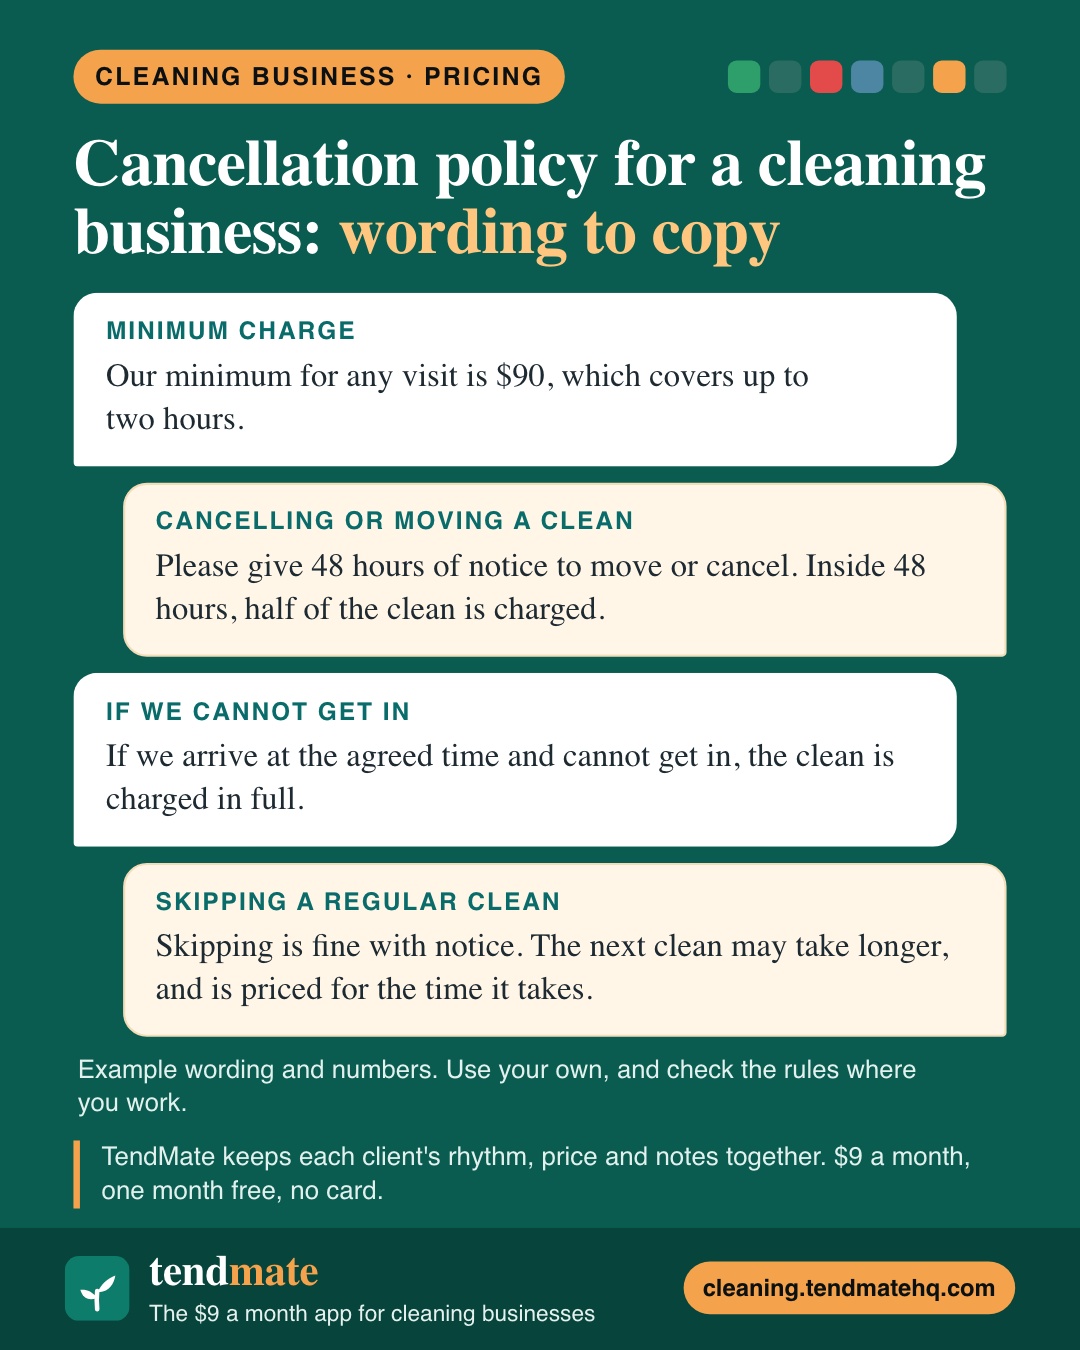 CLEANING BUSINESS · PRICING
Cancellation policy for a cleaning
business: wording to copy
MINIMUM CHARGE
Our minimum for any visit is $90, which covers up to
two hours.
CANCELLING OR MOVING A CLEAN
Please give 48 hours of notice to move or cancel. Inside 48
hours, half of the clean is charged.
IF WE CANNOT GET IN
If we arrive at the agreed time and cannot get in, the clean is
charged in full.
SKIPPING A REGULAR CLEAN
Skipping is fine with notice. The next clean may take longer,
and is priced for the time it takes.
Example wording and numbers. Use your own, and check the rules where
you work.
TendMate keeps each client's rhythm, price and notes together. $9 a month,
one month free, no card.
tendmate
The $9 a month app for cleaning businesses
cleaning.tendmatehq.com